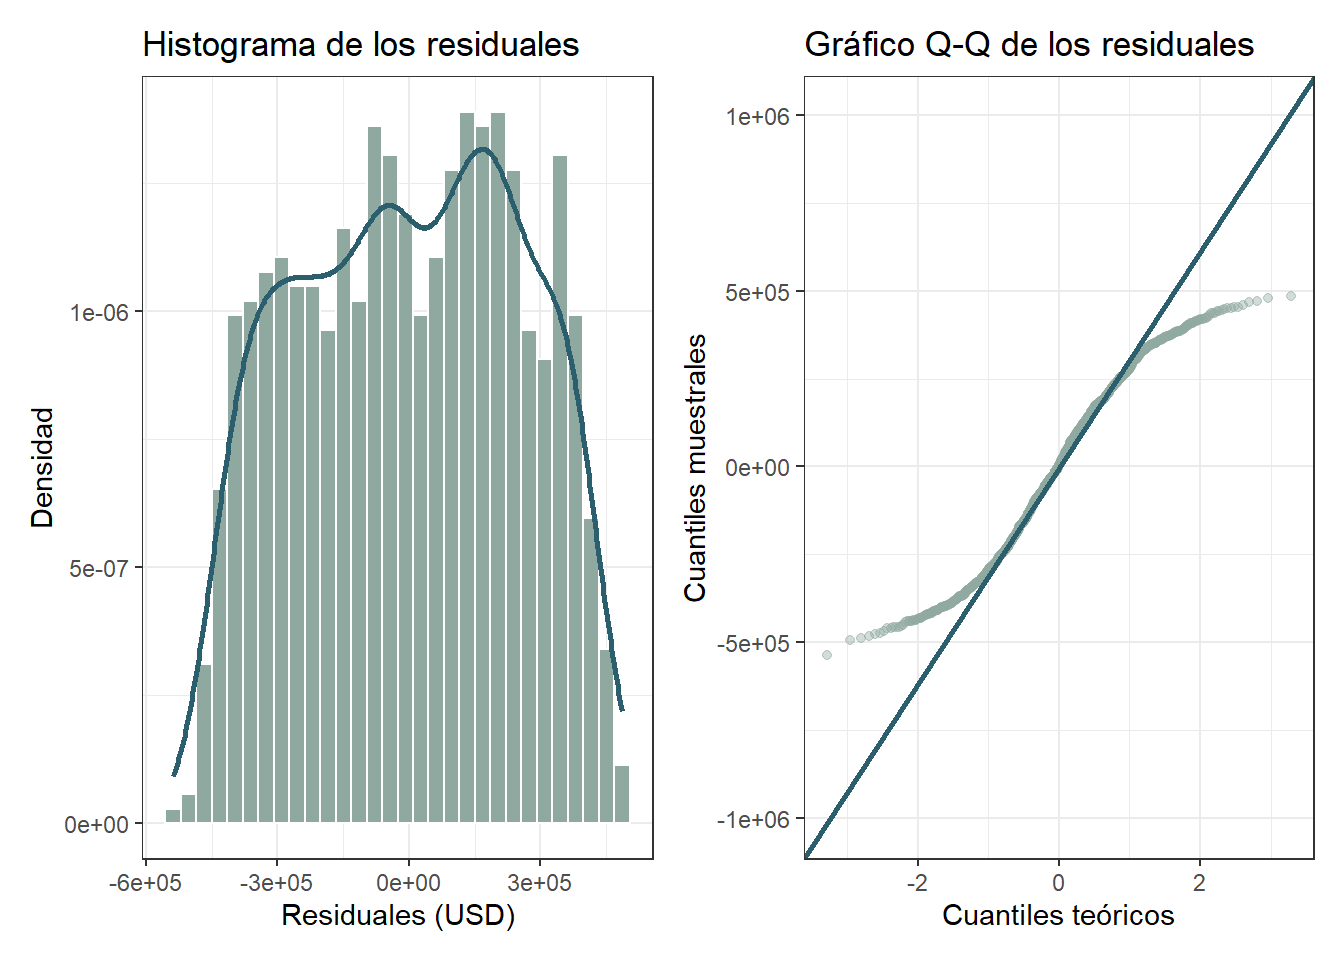 Histograma de los residuales
Densidad
1e-06
5e-07
0e+00
-6e+05 -3e+05 0e+00 3e+05
Residuales (USD)
Gráfico Q-Q de los residuales
Cuantiles muestrales
1e+06
5e+05
0e+00
-5e+05
-1e+06
-2 0 2
Cuantiles teóricos